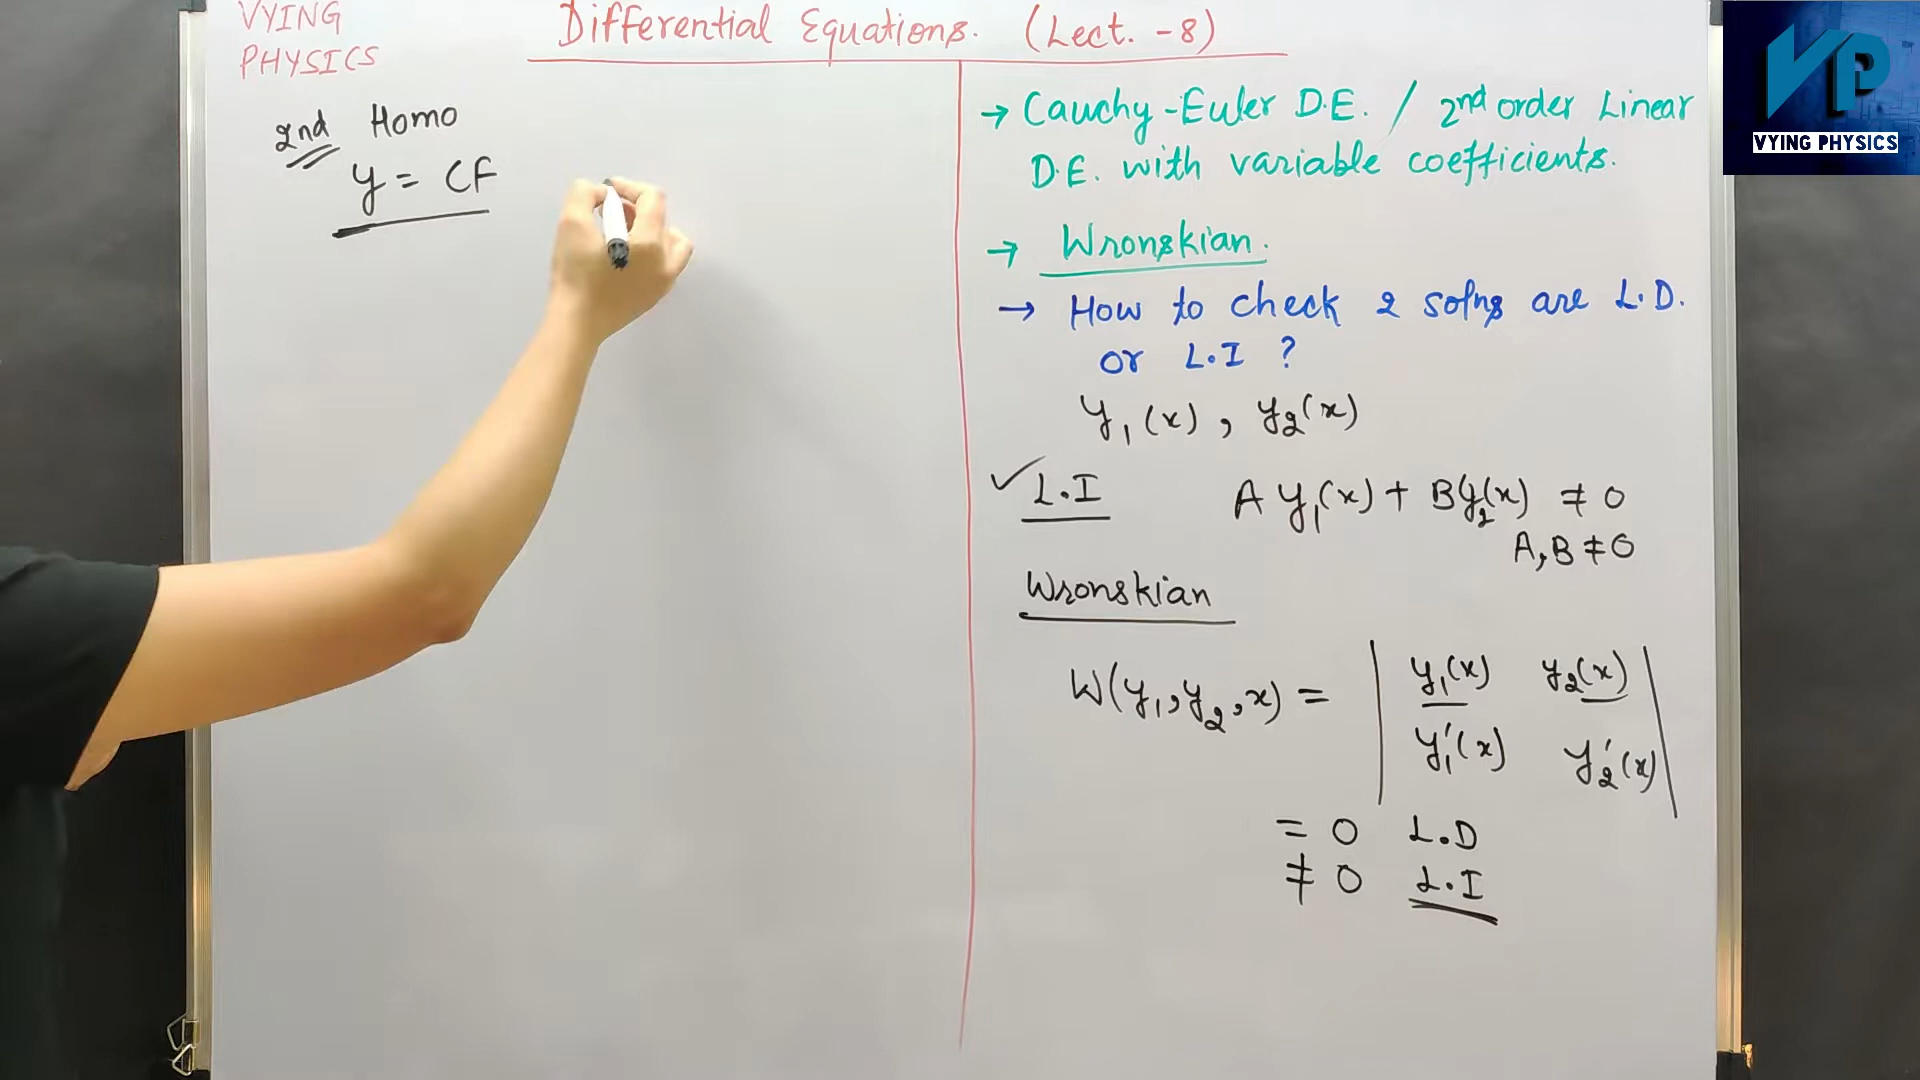 VYING
PHYSICS
Differential Equations. (Lect. -8)
2nd Homo
y = CF
→ Cauchy-Euler D.E. / 2nd order Linear
D.E. with variable coefficients.
→ Wronskian.
→ How to check 2 solns are L.D.
or L.I ?
y₁(x), y₂(x)
✓ L.I A y₁(x) + B y₂(x) ≠ 0
A, B ≠ 0
Wronskian
W(y₁, y₂, x) = | y₁(x) y₂(x) |
| y₁'(x) y₂'(x) |
= 0 L.D
≠ 0 L.I
VP
VYING PHYSICS